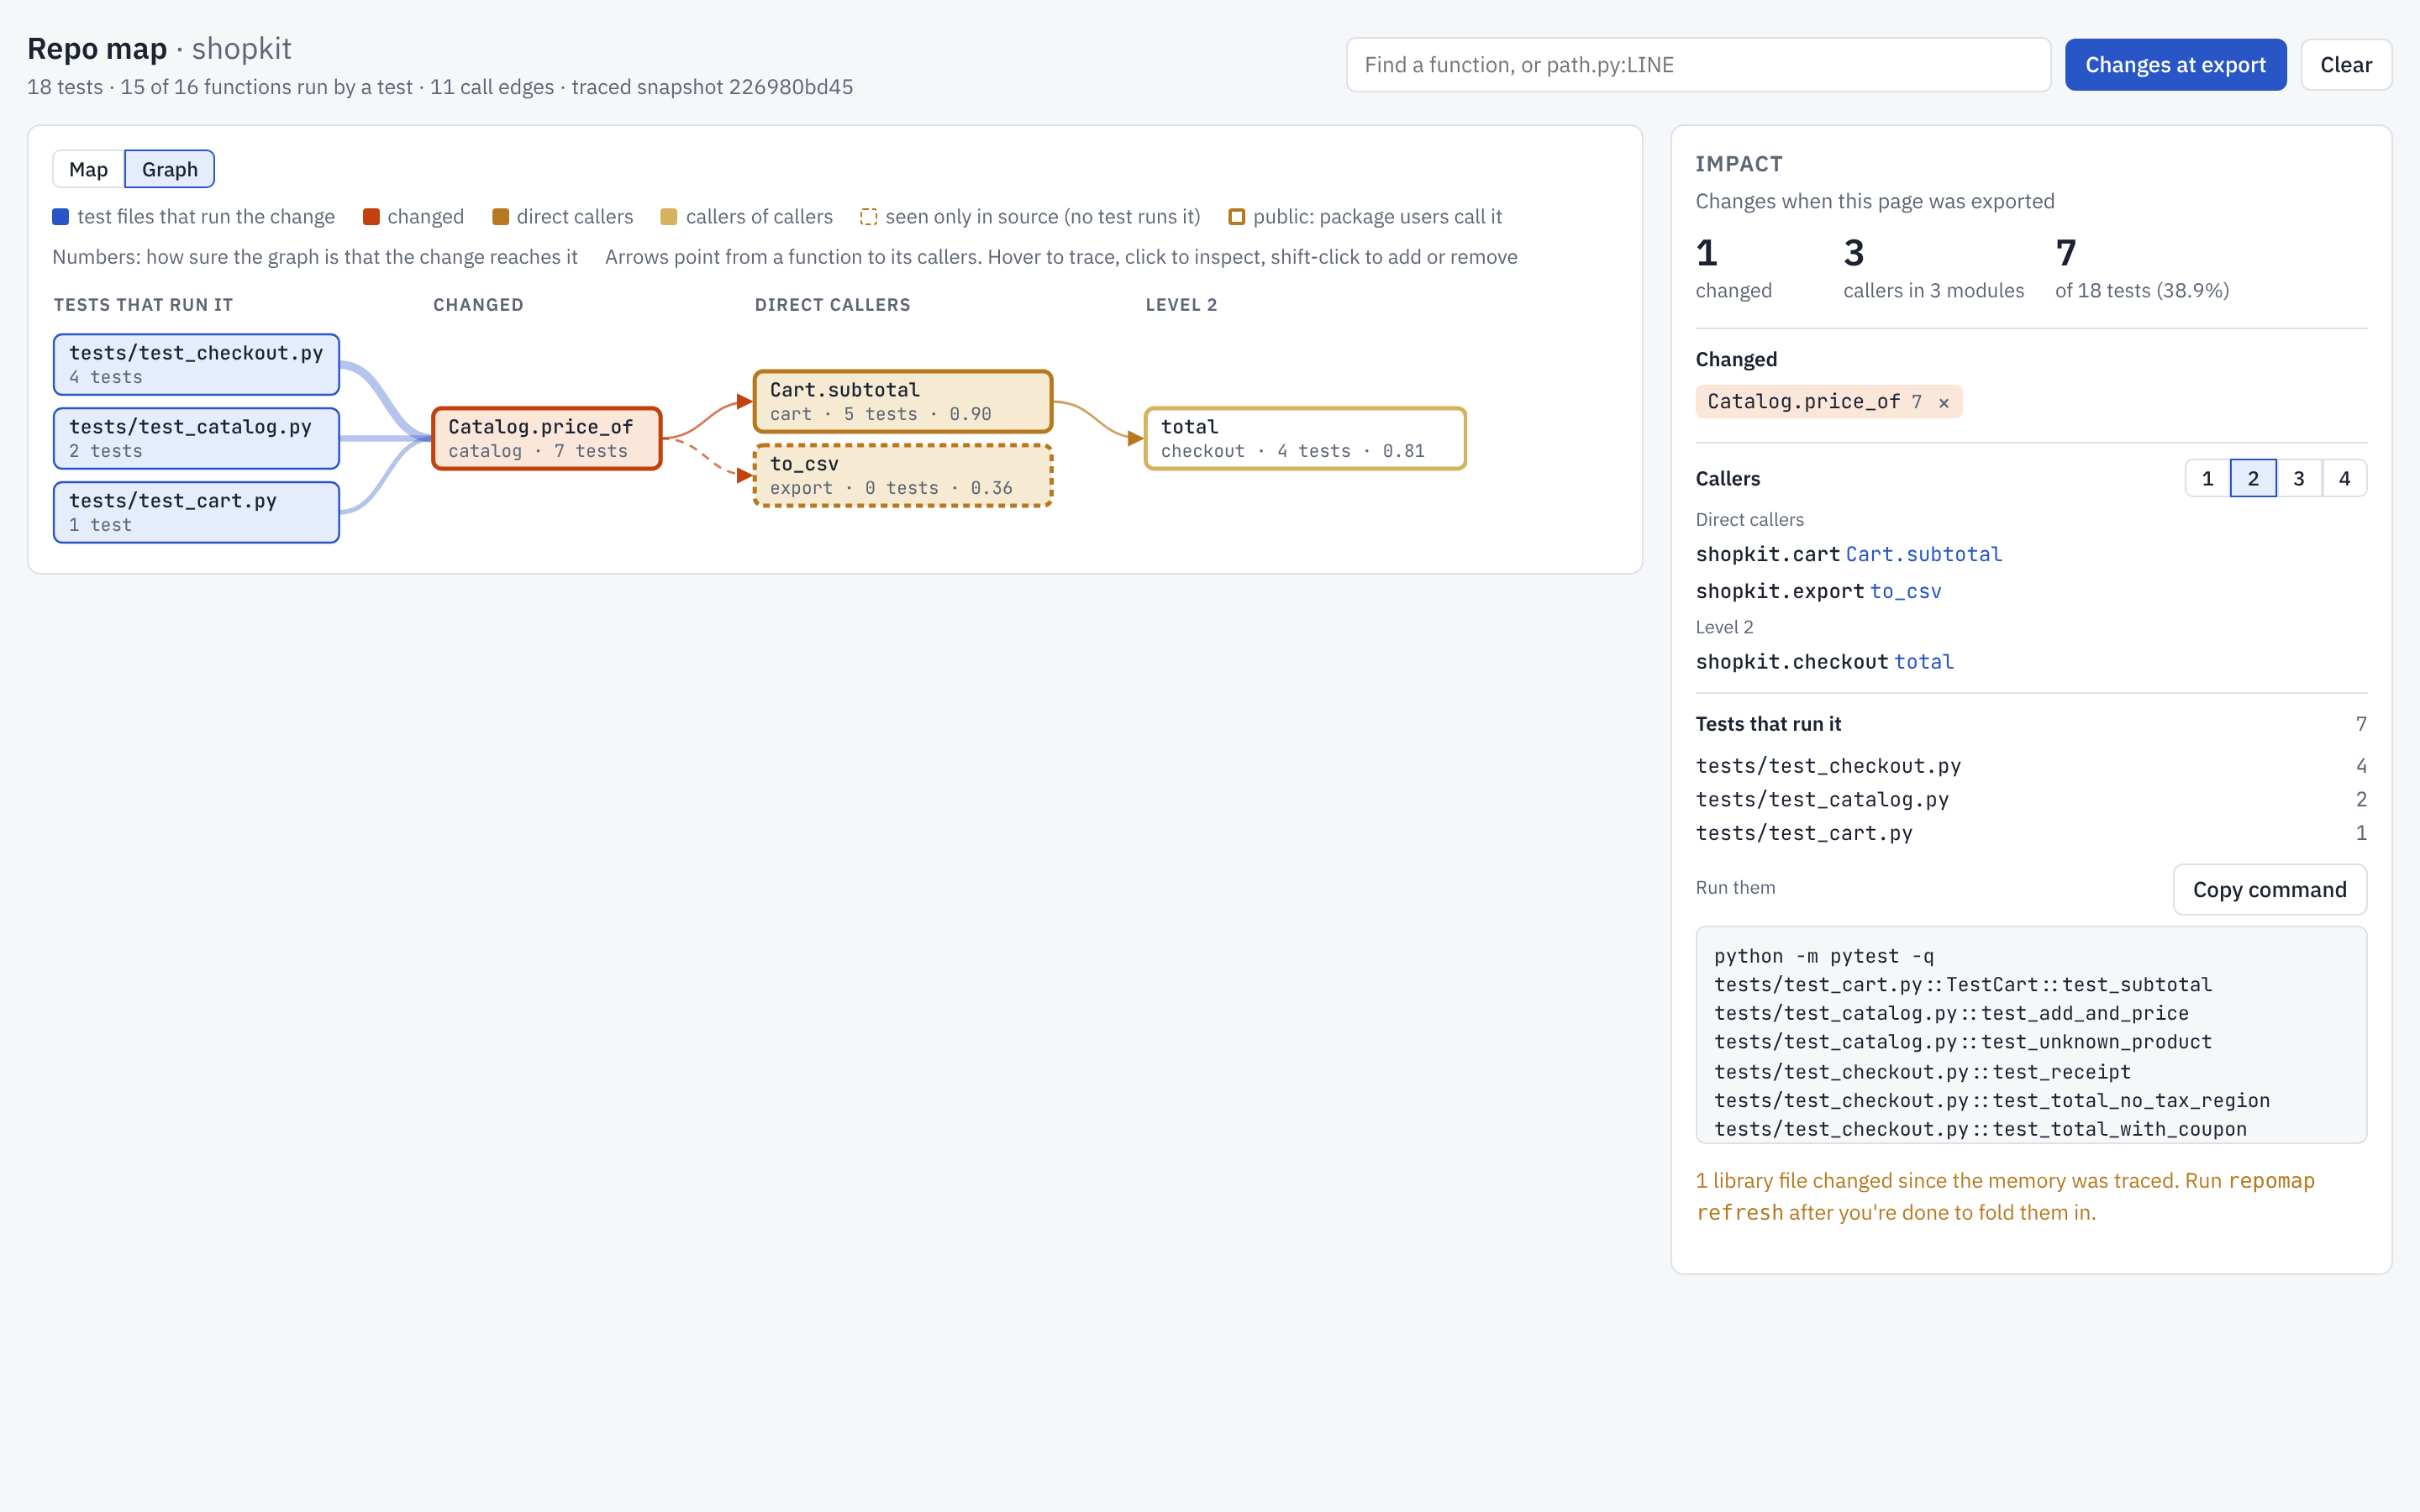 Repo map · shopkit
18 tests · 15 of 16 functions run by a test · 11 call edges · traced snapshot 226980bd45
Find a function, or path.py:LINE
Changes at export
Clear
Map
Graph
test files that run the change
changed
direct callers
callers of callers
seen only in source (no test runs it)
public: package users call it
Numbers: how sure the graph is that the change reaches it
Arrows point from a function to its callers. Hover to trace, click to inspect, shift-click to add or remove
TESTS THAT RUN IT
CHANGED
DIRECT CALLERS
LEVEL 2
tests/test_checkout.py
4 tests
tests/test_catalog.py
2 tests
tests/test_cart.py
1 test
Catalog.price_of
catalog · 7 tests
Cart.subtotal
cart · 5 tests · 0.90
to_csv
export · 0 tests · 0.36
total
checkout · 4 tests · 0.81
IMPACT
Changes when this page was exported
1
changed
3
callers in 3 modules
7
of 18 tests (38.9%)
Changed
Catalog.price_of 7 ×
Callers
1 2 3 4
Direct callers
shopkit.cart Cart.subtotal
shopkit.export to_csv
Level 2
shopkit.checkout total
Tests that run it 7
tests/test_checkout.py 4
tests/test_catalog.py 2
tests/test_cart.py 1
Run them
Copy command
python -m pytest -q
tests/test_cart.py::TestCart::test_subtotal
tests/test_catalog.py::test_add_and_price
tests/test_catalog.py::test_unknown_product
tests/test_checkout.py::test_receipt
tests/test_checkout.py::test_total_no_tax_region
tests/test_checkout.py::test_total_with_coupon
1 library file changed since the memory was traced. Run repomap
refresh after you're done to fold them in.